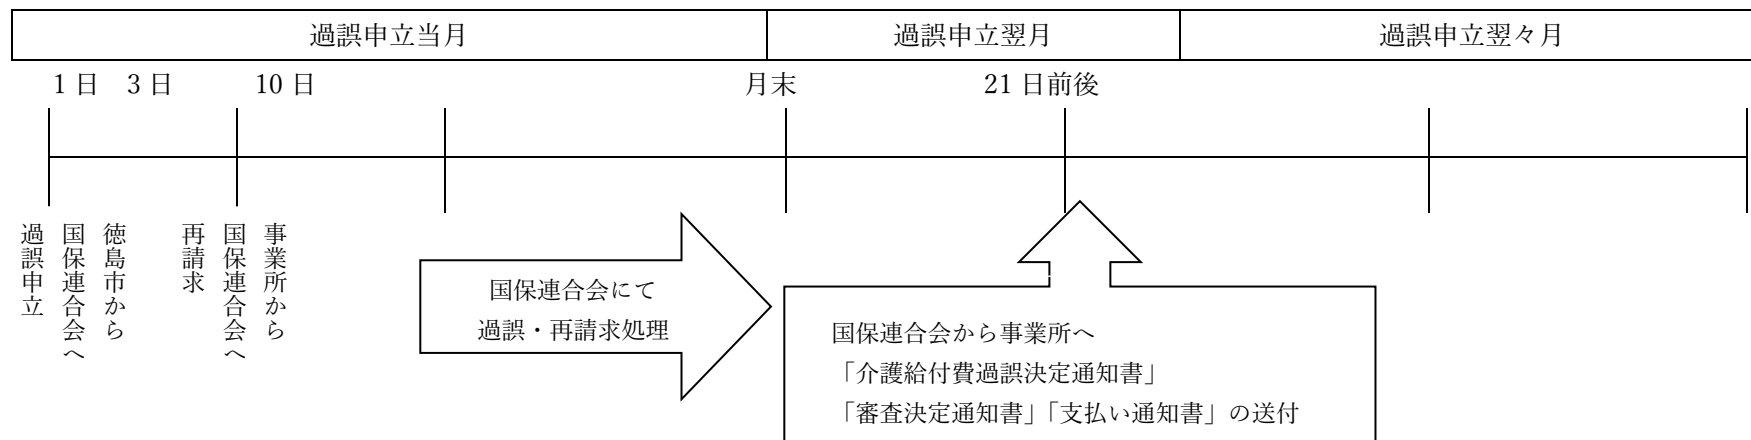 過誤申立当月
過誤申立翌月
過誤申立翌々月
1日
3日
10日
月末
21日前後
徳島市から
国保連合会へ
過誤申立
事業所から
国保連合会へ
再請求
国保連合会にて
過誤・再請求処理
国保連合会から事業所へ
「介護給付費過誤決定通知書」
「審査決定通知書」「支払い通知書」の送付